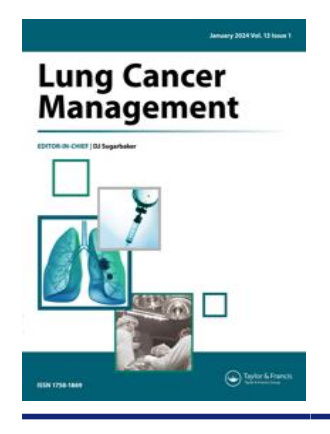 January 2024 Vol. 13 Issue 1
Lung Cancer
Management
EDITOR-IN-CHIEF | DJ Sugarbaker
ISSN 1758-1869
Taylor & Francis